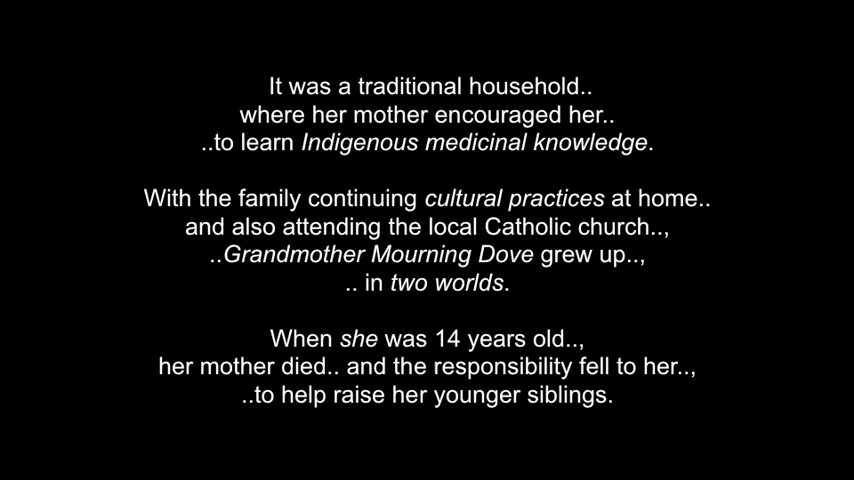 It was a traditional household..
where her mother encouraged her..
..to learn Indigenous medicinal knowledge.
With the family continuing cultural practices at home..
and also attending the local Catholic church..,
..Grandmother Mourning Dove grew up..,
.. in two worlds.
When she was 14 years old..,
her mother died.. and the responsibility fell to her..,
..to help raise her younger siblings.